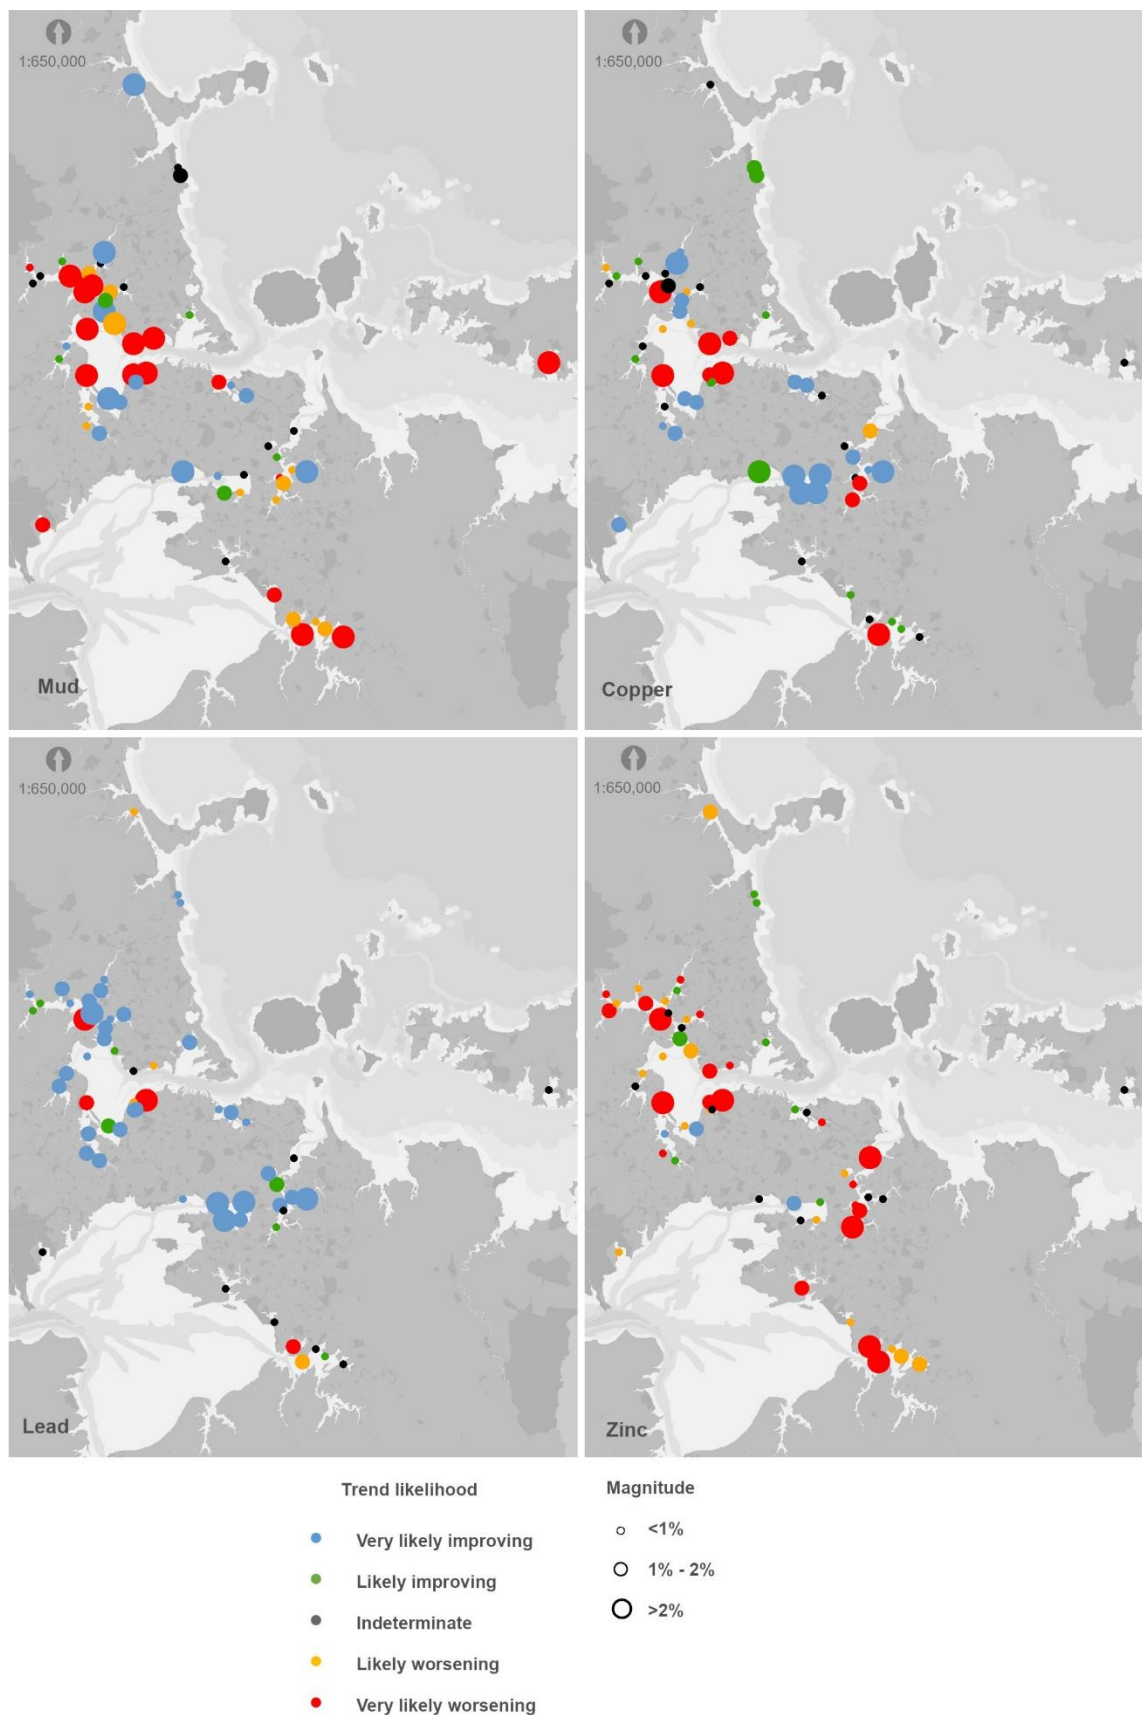 1:650,000
1:650,000
Mud
Copper
1:650,000
1:650,000
Lead
Zinc
Trend likelihood
Very likely improving
Likely improving
Indeterminate
Likely worsening
Very likely worsening
Magnitude
<1%
1% - 2%
>2%